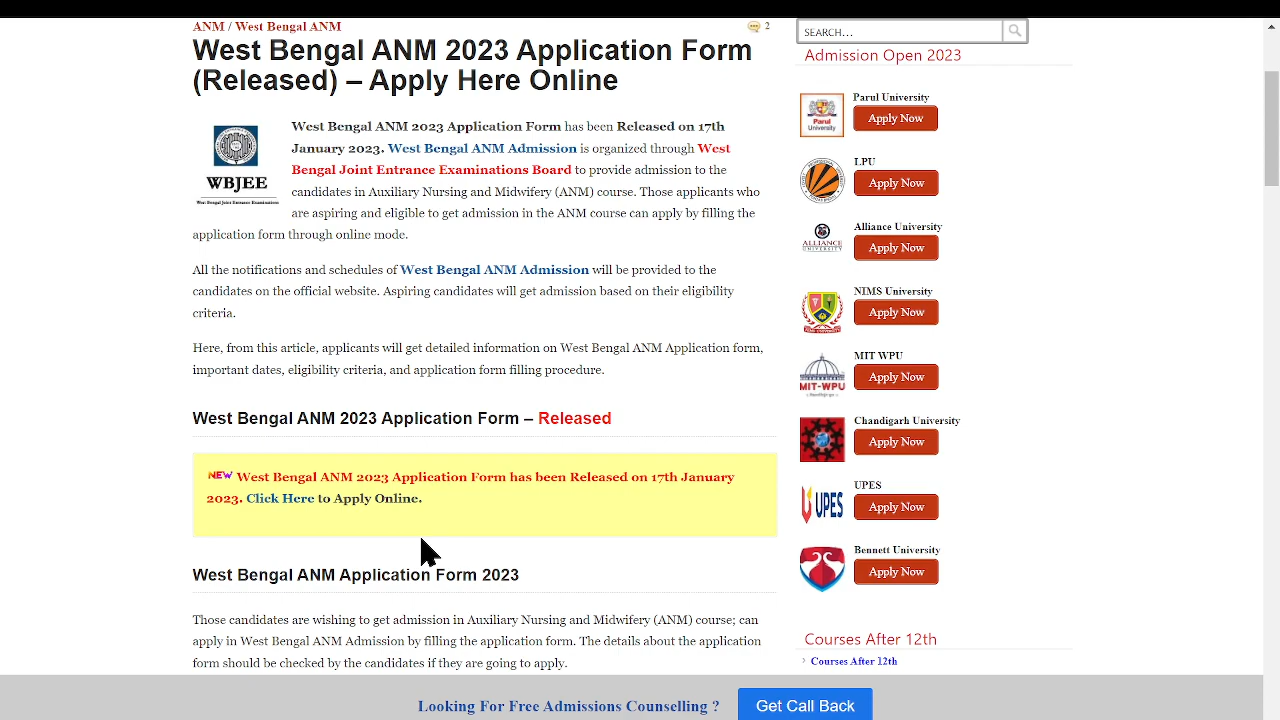 ANM / West Bengal ANM
2
West Bengal ANM 2023 Application Form
(Released) – Apply Here Online
WBJEE
West Bengal Joint Entrance Examinations
West Bengal ANM 2023 Application Form has been Released on 17th
January 2023. West Bengal ANM Admission is organized through West
Bengal Joint Entrance Examinations Board to provide admission to the
candidates in Auxiliary Nursing and Midwifery (ANM) course. Those applicants who
are aspiring and eligible to get admission in the ANM course can apply by filling the
application form through online mode.
All the notifications and schedules of West Bengal ANM Admission will be provided to the
candidates on the official website. Aspiring candidates will get admission based on their eligibility
criteria.
Here, from this article, applicants will get detailed information on West Bengal ANM Application form,
important dates, eligibility criteria, and application form filling procedure.
West Bengal ANM 2023 Application Form – Released
NEW West Bengal ANM 2023 Application Form has been Released on 17th January
2023. Click Here to Apply Online.
West Bengal ANM Application Form 2023
Those candidates are wishing to get admission in Auxiliary Nursing and Midwifery (ANM) course; can
apply in West Bengal ANM Admission by filling the application form. The details about the application
form should be checked by the candidates if they are going to apply.
SEARCH...
Admission Open 2023
Parul University
Parul
University
Apply Now
LPU
Apply Now
Alliance University
ALLIANCE
UNIVERSITY
Apply Now
NIMS University
Apply Now
MIT WPU
MIT-WPU
Apply Now
Chandigarh University
Apply Now
UPES
UPES
Apply Now
Bennett University
Apply Now
Courses After 12th
Courses After 12th
Looking For Free Admissions Counselling ?
Get Call Back